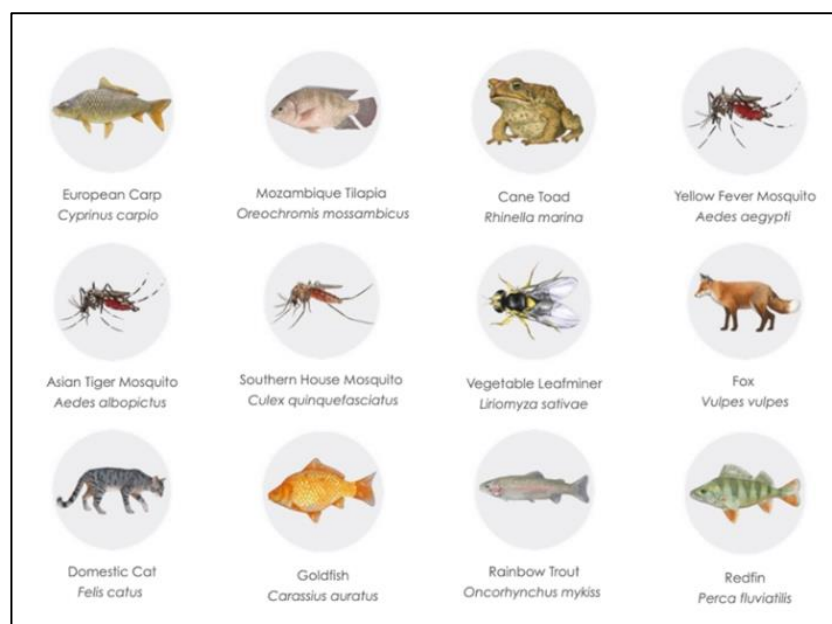 European Carp
Cyprinus carpio
Mozambique Tilapia
Oreochromis mossambicus
Cane Toad
Rhinella marina
Yellow Fever Mosquito
Aedes aegypti
Asian Tiger Mosquito
Aedes albopictus
Southern House Mosquito
Culex quinquefasciatus
Vegetable Leafminer
Liriomyza sativae
Fox
Vulpes vulpes
Domestic Cat
Felis catus
Goldfish
Carassius auratus
Rainbow Trout
Oncorhynchus mykiss
Redfin
Perca fluviatilis